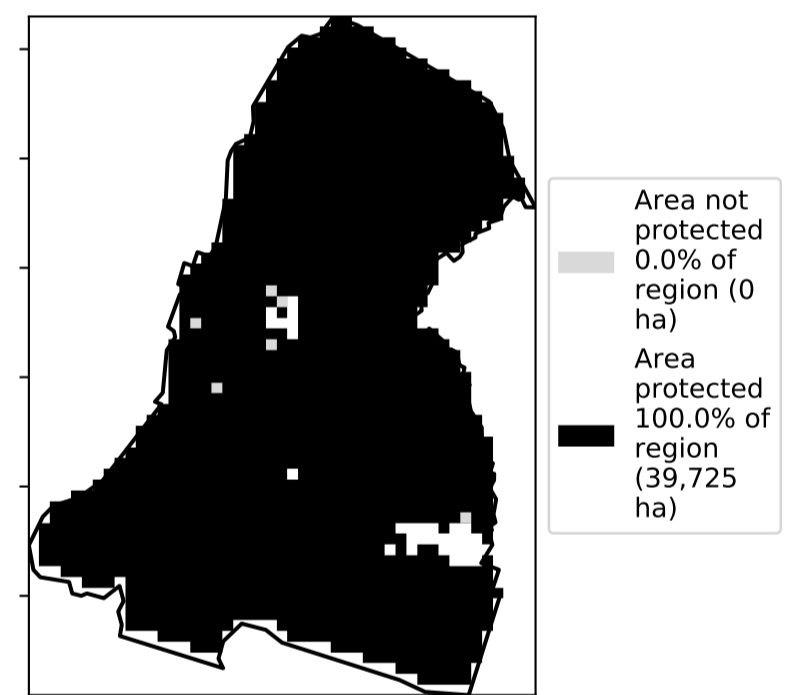 Area not
protected
0.0% of
region (0
ha)
Area
protected
100.0% of
region
(39,725
ha)